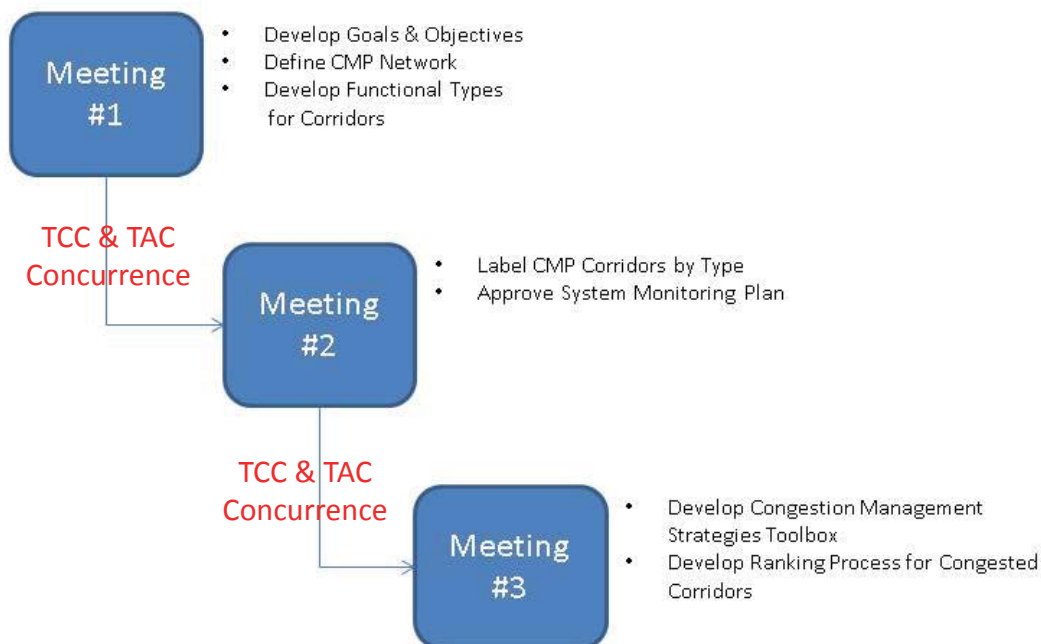 Meeting
#1
• Develop Goals & Objectives
• Define CMP Network
• Develop Functional Types
for Corridors
TCC & TAC
Concurrence
Meeting
#2
• Label CMP Corridors by Type
• Approve System Monitoring Plan
TCC & TAC
Concurrence
Meeting
#3
• Develop Congestion Management
Strategies Toolbox
• Develop Ranking Process for Congested
Corridors